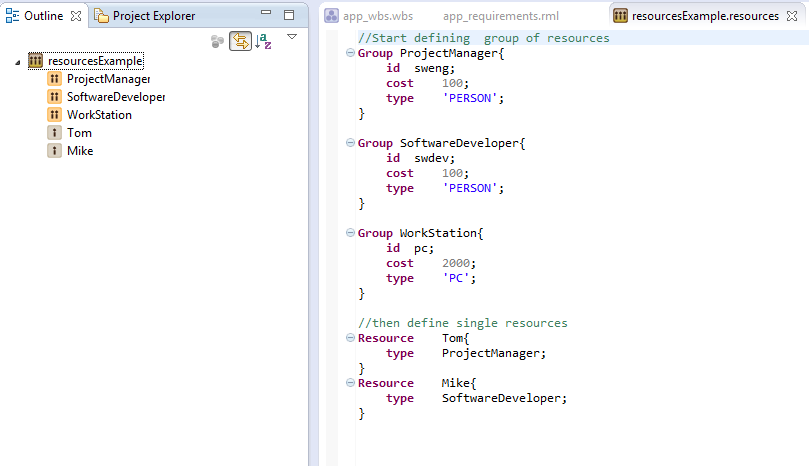 Outline
Project Explorer
resourcesExample
ProjectManager
SoftwareDeveloper
WorkStation
Tom
Mike
app_wbs.wbs
app_requirements.rml
resourcesExample.resources
//Start defining  group of resources
Group ProjectManager{
    id  sweng;
    cost    100;
    type    'PERSON';
}
Group SoftwareDeveloper{
    id  swdev;
    cost    100;
    type    'PERSON';
}
Group WorkStation{
    id  pc;
    cost    2000;
    type    'PC';
}
//then define single resources
Resource    Tom{
    type    ProjectManager;
}
Resource    Mike{
    type    SoftwareDeveloper;
}